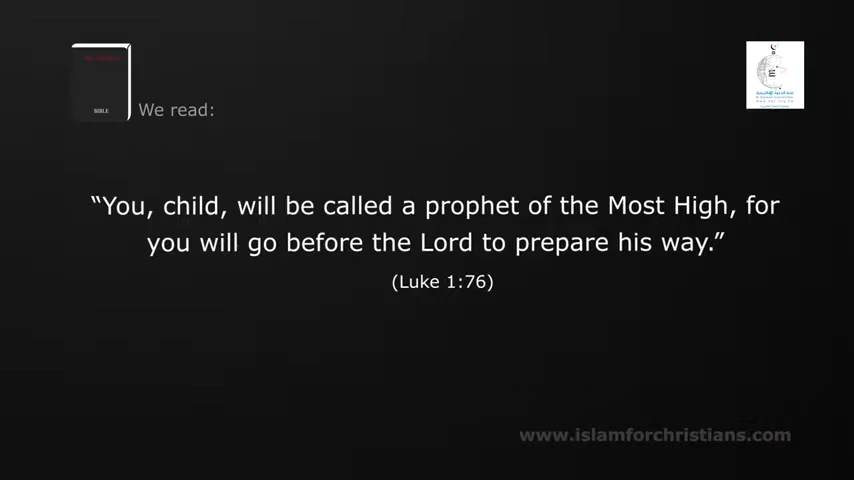 We read:
BIBLE
“You, child, will be called a prophet of the Most High, for
you will go before the Lord to prepare his way.”
(Luke 1:76)
www.islamforchristians.com